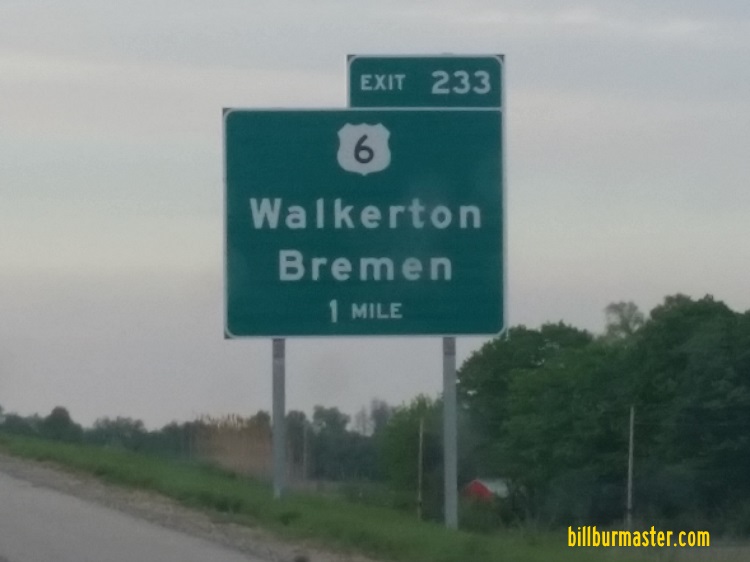 EXIT 233
6
Walkerton
Bremen
1 MILE
billburmaster.com